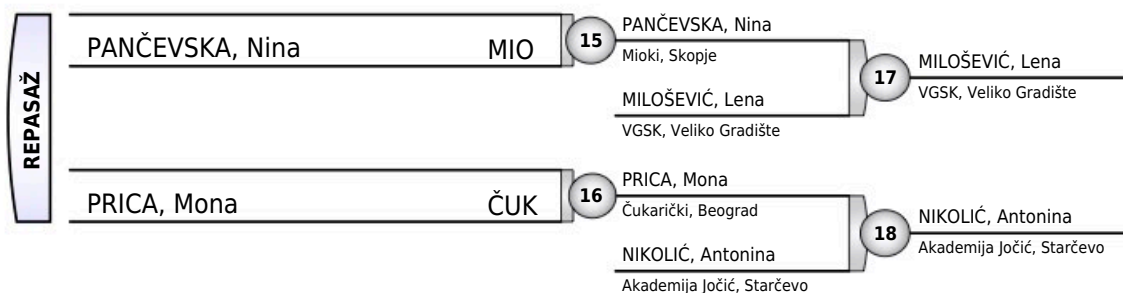 REPASAŽ
PANČEVSKA, Nina MIO
15
PANČEVSKA, Nina
Mioki, Skopje
MILOŠEVIĆ, Lena
VGSK, Veliko Gradište
17
MILOŠEVIĆ, Lena
VGSK, Veliko Gradište
PRICA, Mona ČUK
16
PRICA, Mona
Čukarički, Beograd
NIKOLIĆ, Antonina
Akademija Jočić, Starčevo
18
NIKOLIĆ, Antonina
Akademija Jočić, Starčevo